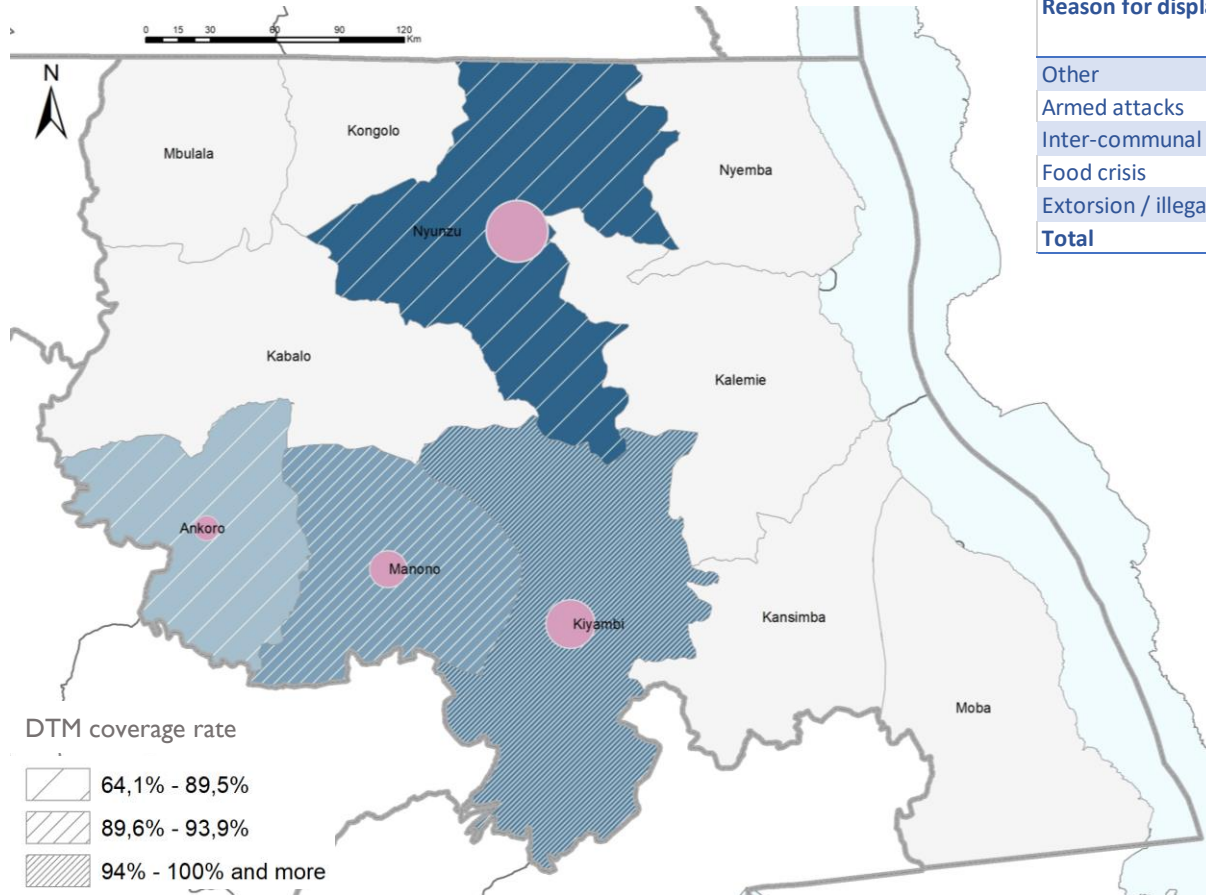 Reason for displa
Other
Armed attacks
Inter-communal
Food crisis
Extorsion / illega
Total
0 15 30 60 90 120
Km
N
Mbulala
Kongolo
Nyemba
Nyunzu
Kabalo
Kalemie
Ankoro
Manono
Kiyambi
Kansimba
Moba
DTM coverage rate
64,1% - 89,5%
89,6% - 93,9%
94% - 100% and more